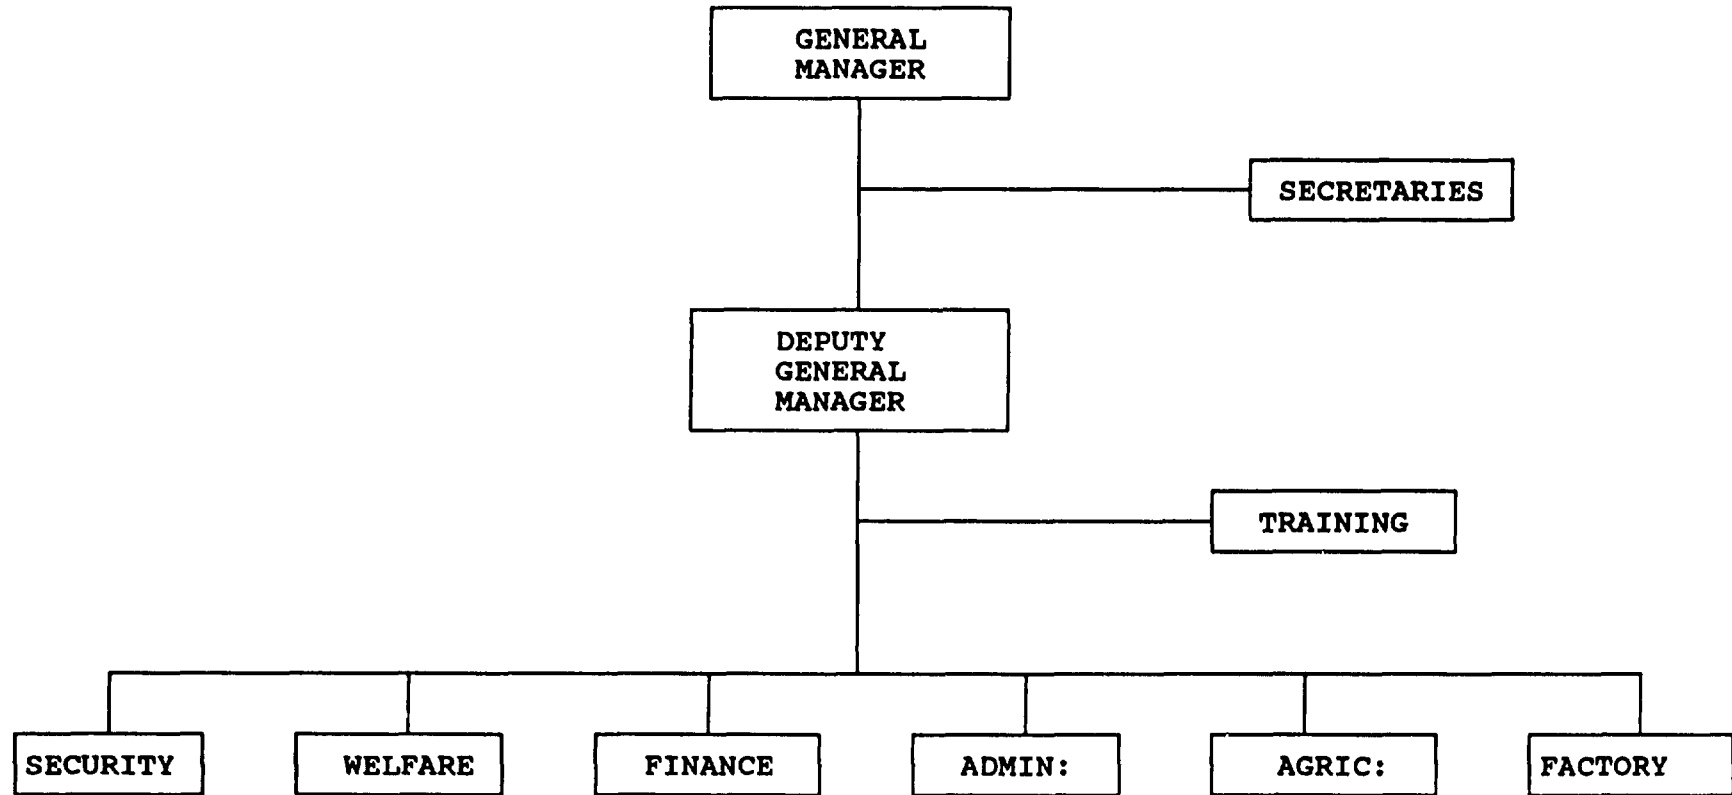 GENERAL
MANAGER
SECRETARIES
DEPUTY
GENERAL
MANAGER
TRAINING
SECURITY
WELFARE
FINANCE
ADMIN:
AGRIC:
FACTORY